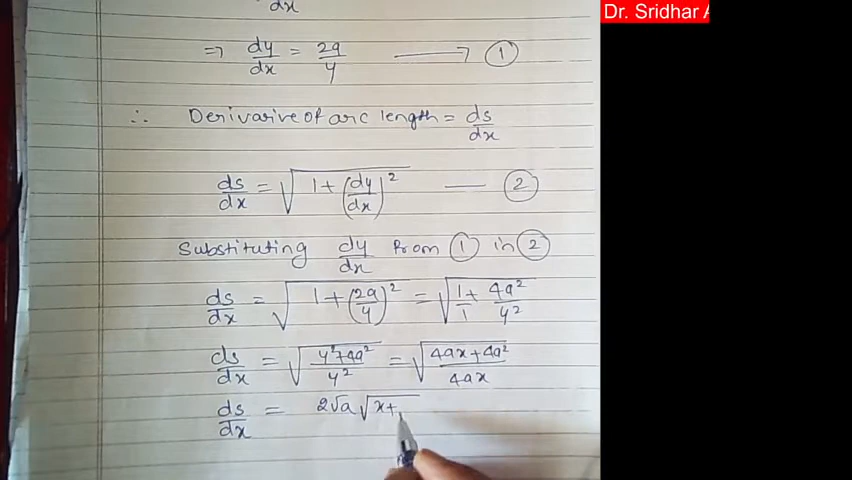 dx
Dr. Sridhar A
=> dy/dx = 2a/y ——→ ①
∴ Derivarive of arc length = ds/dx
ds/dx = √(1+(dy/dx)²) —— ②
Substituting dy/dx from ① in ②
ds/dx = √(1+(2a/y)²) = √(1/1 + 4a²/y²)
ds/dx = √((y²+4a²)/y²) = √((4ax+4a²)/4ax)
ds/dx = 2√a √x+